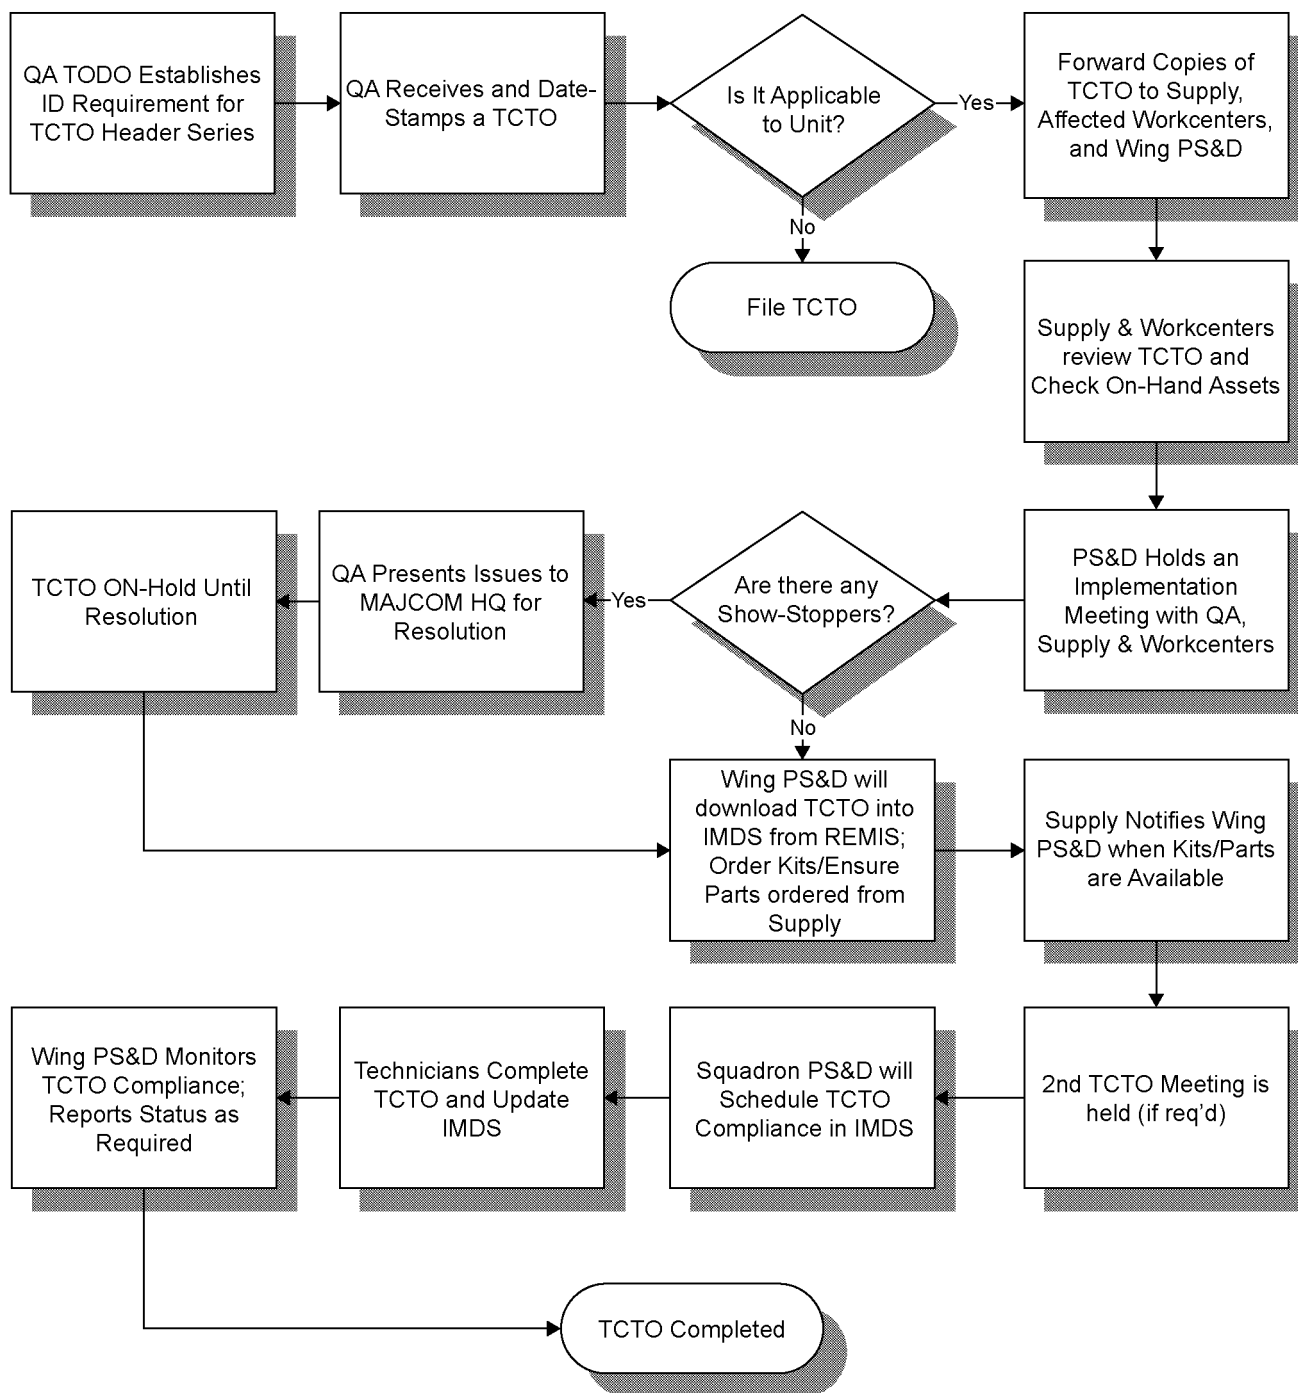 QA TODO Establishes
ID Requirement for
TCTO Header Series
QA Receives and Date-
Stamps a TCTO
Is It Applicable
to Unit?
Yes
Forward Copies of
TCTO to Supply,
Affected Workcenters,
and Wing PS&D
No
File TCTO
Supply & Workcenters
review TCTO and
Check On-Hand Assets
PS&D Holds an
Implementation
Meeting with QA,
Supply & Workcenters
Are there any
Show-Stoppers?
Yes
QA Presents Issues to
MAJCOM HQ for
Resolution
TCTO ON-Hold Until
Resolution
No
Wing PS&D will
download TCTO into
IMDS from REMIS;
Order Kits/Ensure
Parts ordered from
Supply
Supply Notifies Wing
PS&D when Kits/Parts
are Available
2nd TCTO Meeting is
held (if req’d)
Squadron PS&D will
Schedule TCTO
Compliance in IMDS
Technicians Complete
TCTO and Update
IMDS
Wing PS&D Monitors
TCTO Compliance;
Reports Status as
Required
TCTO Completed